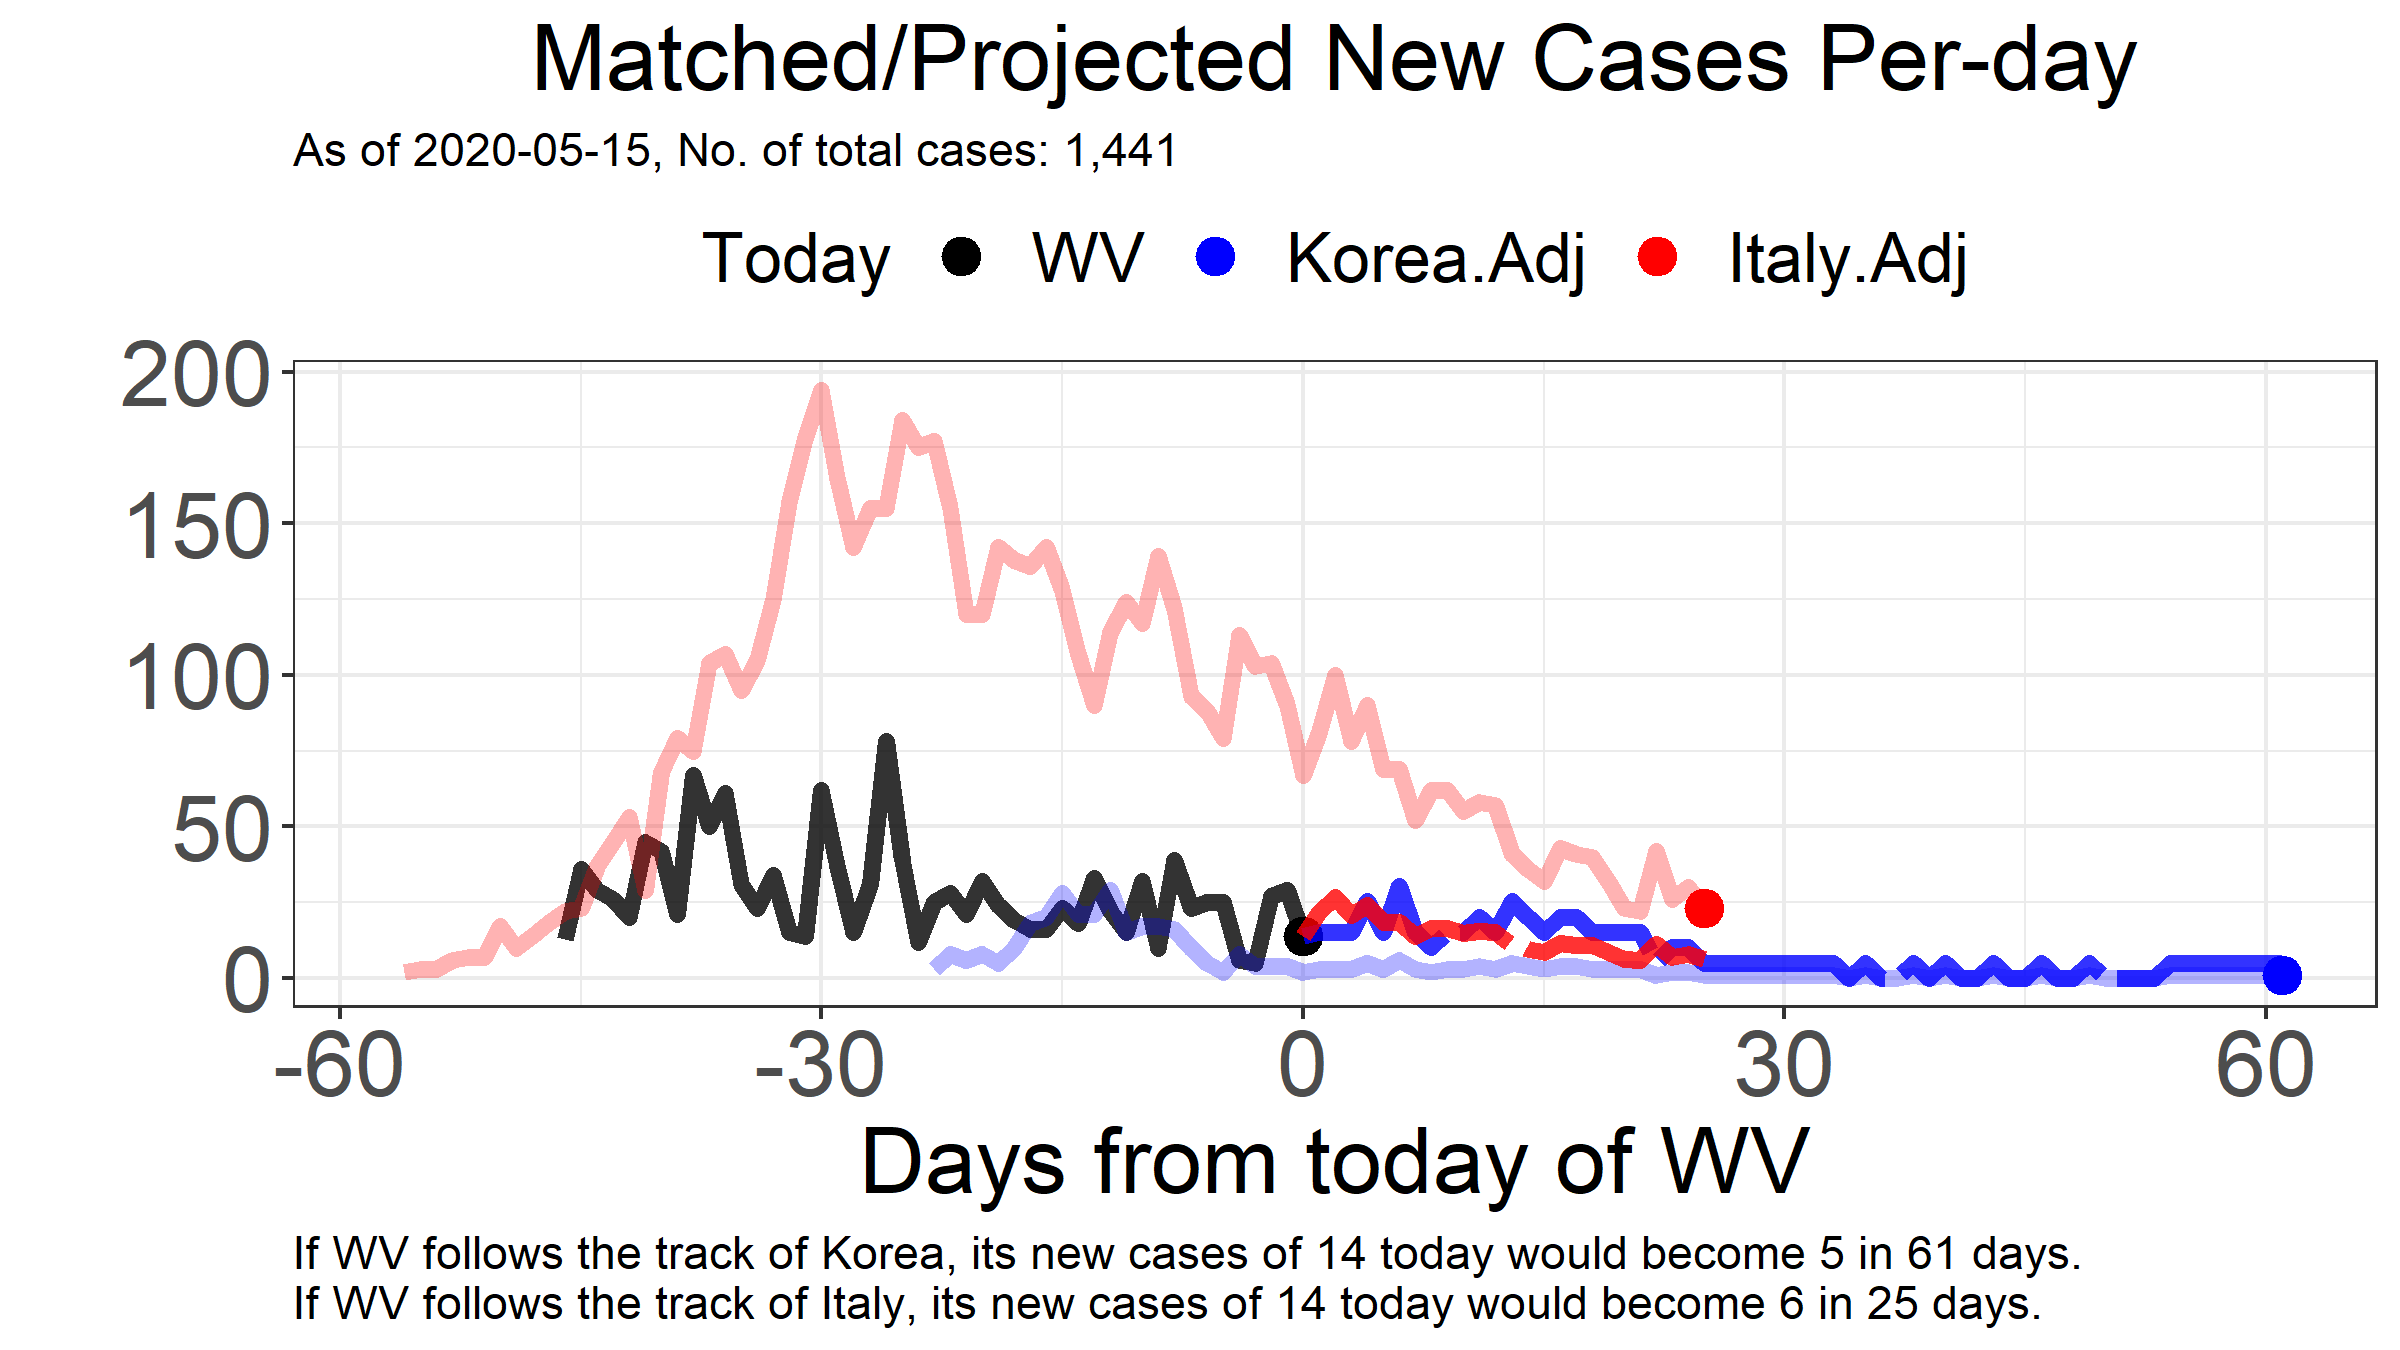 Matched/Projected New Cases Per-day
As of 2020-05-15, No. of total cases: 1,441
Today WV Korea.Adj Italy.Adj
200
150
100
50
0
-60 -30 0 30 60
Days from today of WV
If WV follows the track of Korea, its new cases of 14 today would become 5 in 61 days.
If WV follows the track of Italy, its new cases of 14 today would become 6 in 25 days.